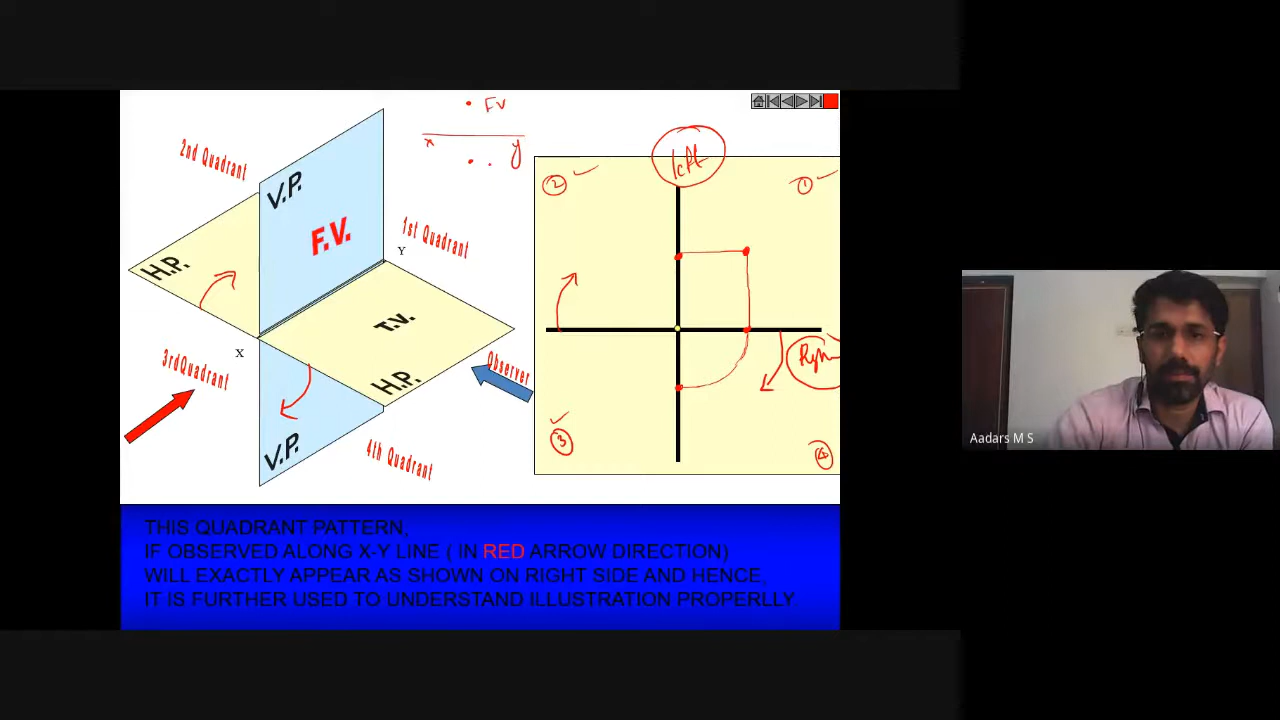 2nd Quadrant
V.P.
F.V.
1st Quadrant
Y
H.P.
T.V.
X
3rdQuadrant
H.P.
Observer
V.P.
4th Quadrant
FV
x y
left
②
①
③
④
THIS QUADRANT PATTERN,
IF OBSERVED ALONG X-Y LINE ( IN RED ARROW DIRECTION)
WILL EXACTLY APPEAR AS SHOWN ON RIGHT SIDE AND HENCE,
IT IS FURTHER USED TO UNDERSTAND ILLUSTRATION PROPERLLY.
Aadars M S